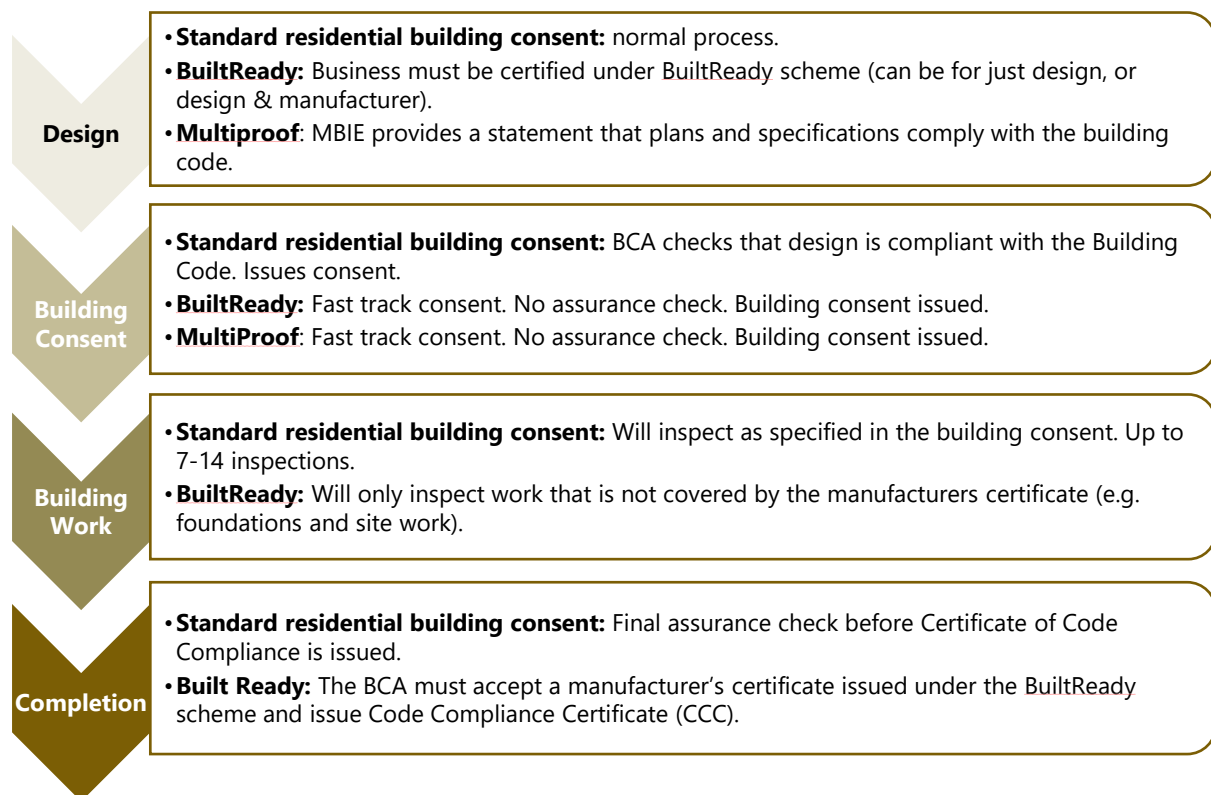 Design
•Standard residential building consent: normal process.
•BuiltReady: Business must be certified under BuiltReady scheme (can be for just design, or
design & manufacturer).
•Multiproof: MBIE provides a statement that plans and specifications comply with the building
code.
Building
Consent
•Standard residential building consent: BCA checks that design is compliant with the Building
Code. Issues consent.
•BuiltReady: Fast track consent. No assurance check. Building consent issued.
•MultiProof: Fast track consent. No assurance check. Building consent issued.
Building
Work
•Standard residential building consent: Will inspect as specified in the building consent. Up to
7-14 inspections.
•BuiltReady: Will only inspect work that is not covered by the manufacturers certificate (e.g.
foundations and site work).
Completion
•Standard residential building consent: Final assurance check before Certificate of Code
Compliance is issued.
•Built Ready: The BCA must accept a manufacturer’s certificate issued under the BuiltReady
scheme and issue Code Compliance Certificate (CCC).